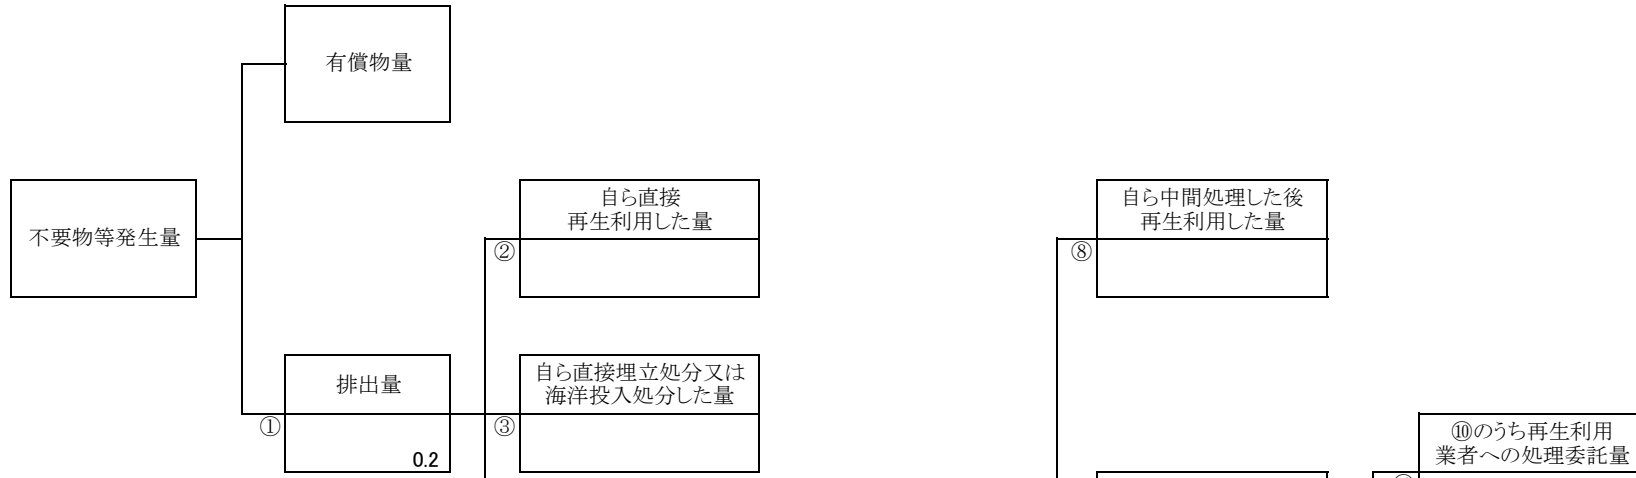 有償物量
不要物等発生量
自ら直接
再生利用した量
②
自ら中間処理した後
再生利用した量
⑧
排出量
①
0.2
自ら直接埋立処分又は
海洋投入処分した量
③
⑩のうち再生利用
業者への処理委託量